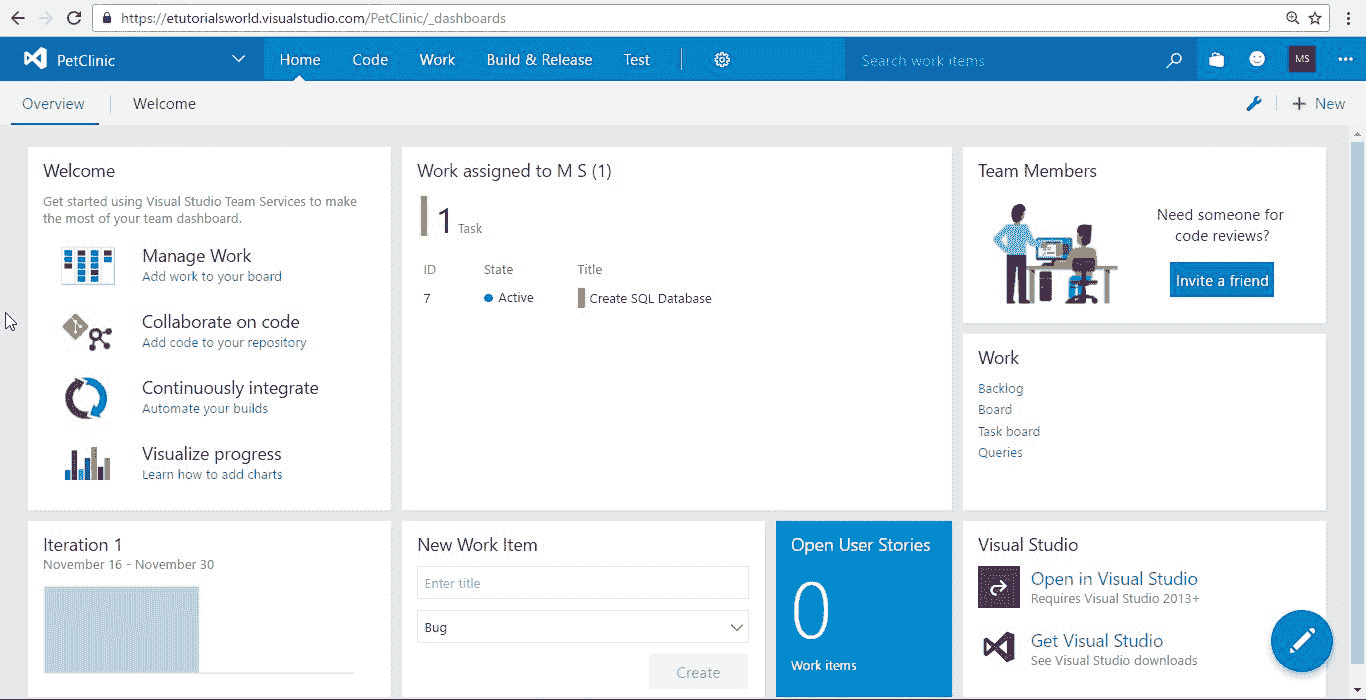 https://etutorialsworld.visualstudio.com/PetClinic/_dashboards
PetClinic
Home
Code
Work
Build & Release
Test
Search work items
MS
Overview
Welcome
New
Welcome
Get started using Visual Studio Team Services to make
the most of your team dashboard.
Manage Work
Add work to your board
Collaborate on code
Add code to your repository
Continuously integrate
Automate your builds
Visualize progress
Learn how to add charts
Work assigned to M S (1)
1 Task
ID State Title
7 Active Create SQL Database
Team Members
Need someone for
code reviews?
Invite a friend
Work
Backlog
Board
Task board
Queries
Iteration 1
November 16 - November 30
New Work Item
Enter title
Bug
Create
Open User Stories
0
Work items
Visual Studio
Open in Visual Studio
Requires Visual Studio 2013+
Get Visual Studio
See Visual Studio downloads